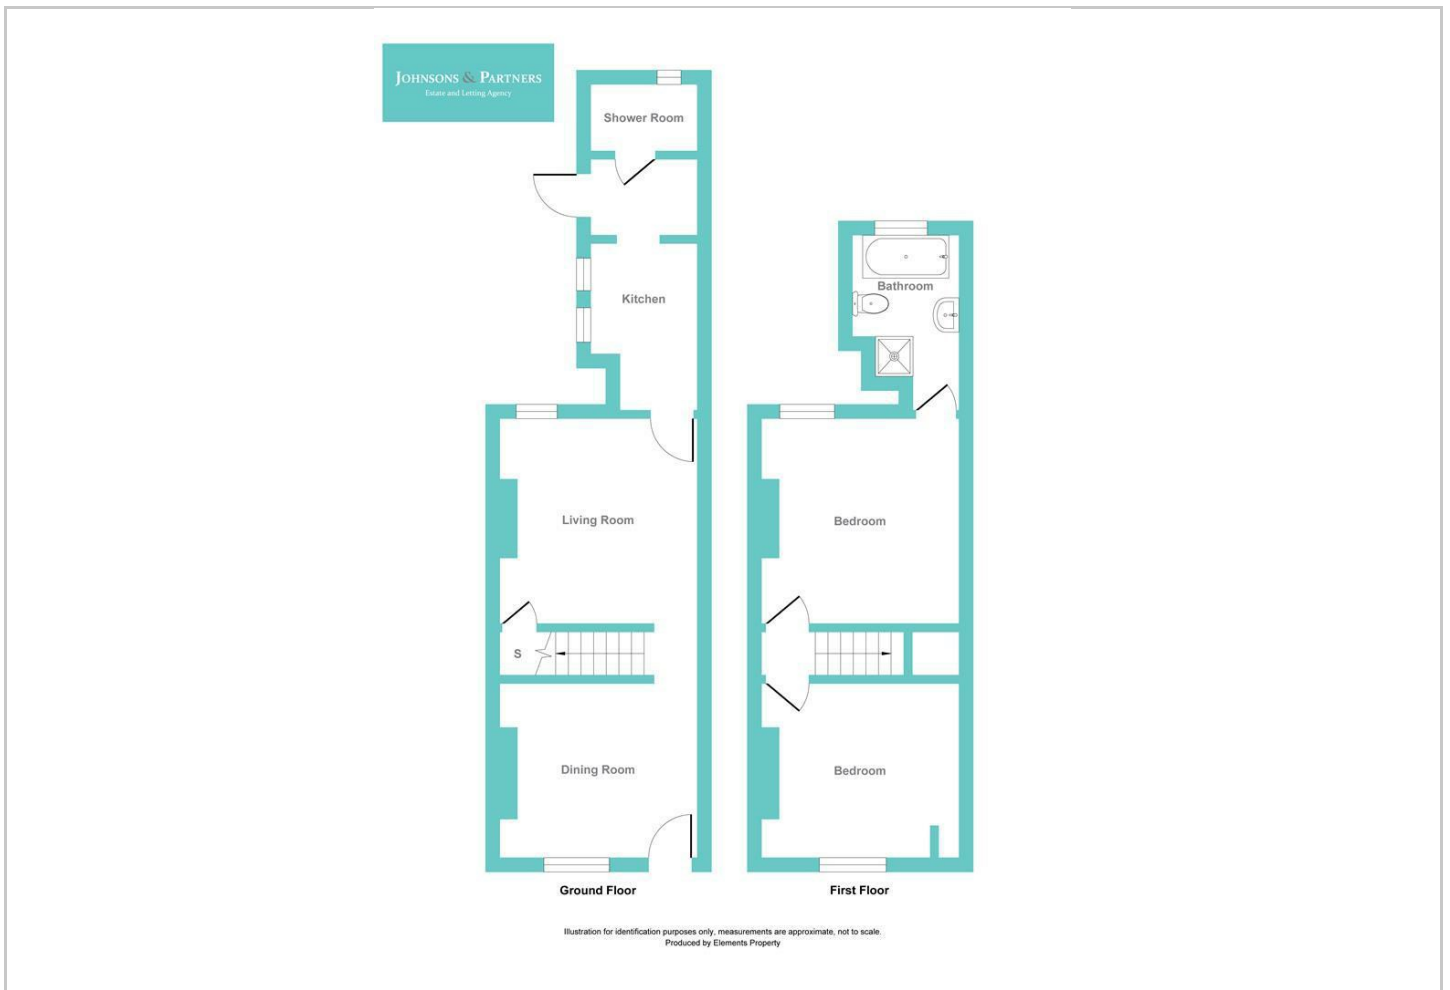 JOHNSONS & PARTNERS
Estate and Letting Agency
Shower Room
Kitchen
Living Room
S
Dining Room
Ground Floor
Bathroom
Bedroom
Bedroom
First Floor
Illustration for identification purposes only, measurements are approximate, not to scale.
Produced by Elements Property